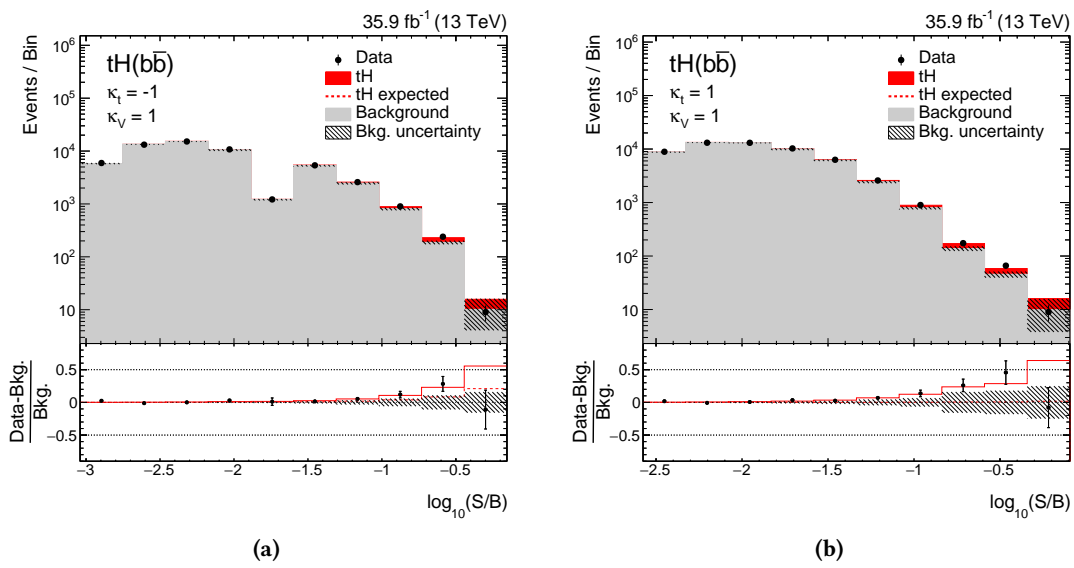 35.9 fb⁻¹ (13 TeV)
Events / Bin
10⁶
10⁵
10⁴
10³
10²
10
tH(bb̅)
κₜ = -1
κ_V = 1
Data
tH
tH expected
Background
Bkg. uncertainty
Data-Bkg.
Bkg.
0.5
0
−0.5
−3 −2.5 −2 −1.5 −1 −0.5
log₁₀(S/B)
(a)
35.9 fb⁻¹ (13 TeV)
Events / Bin
10⁶
10⁵
10⁴
10³
10²
10
tH(bb̅)
κₜ = 1
κ_V = 1
Data
tH
tH expected
Background
Bkg. uncertainty
Data-Bkg.
Bkg.
0.5
0
−0.5
−2.5 −2 −1.5 −1 −0.5
log₁₀(S/B)
(b)